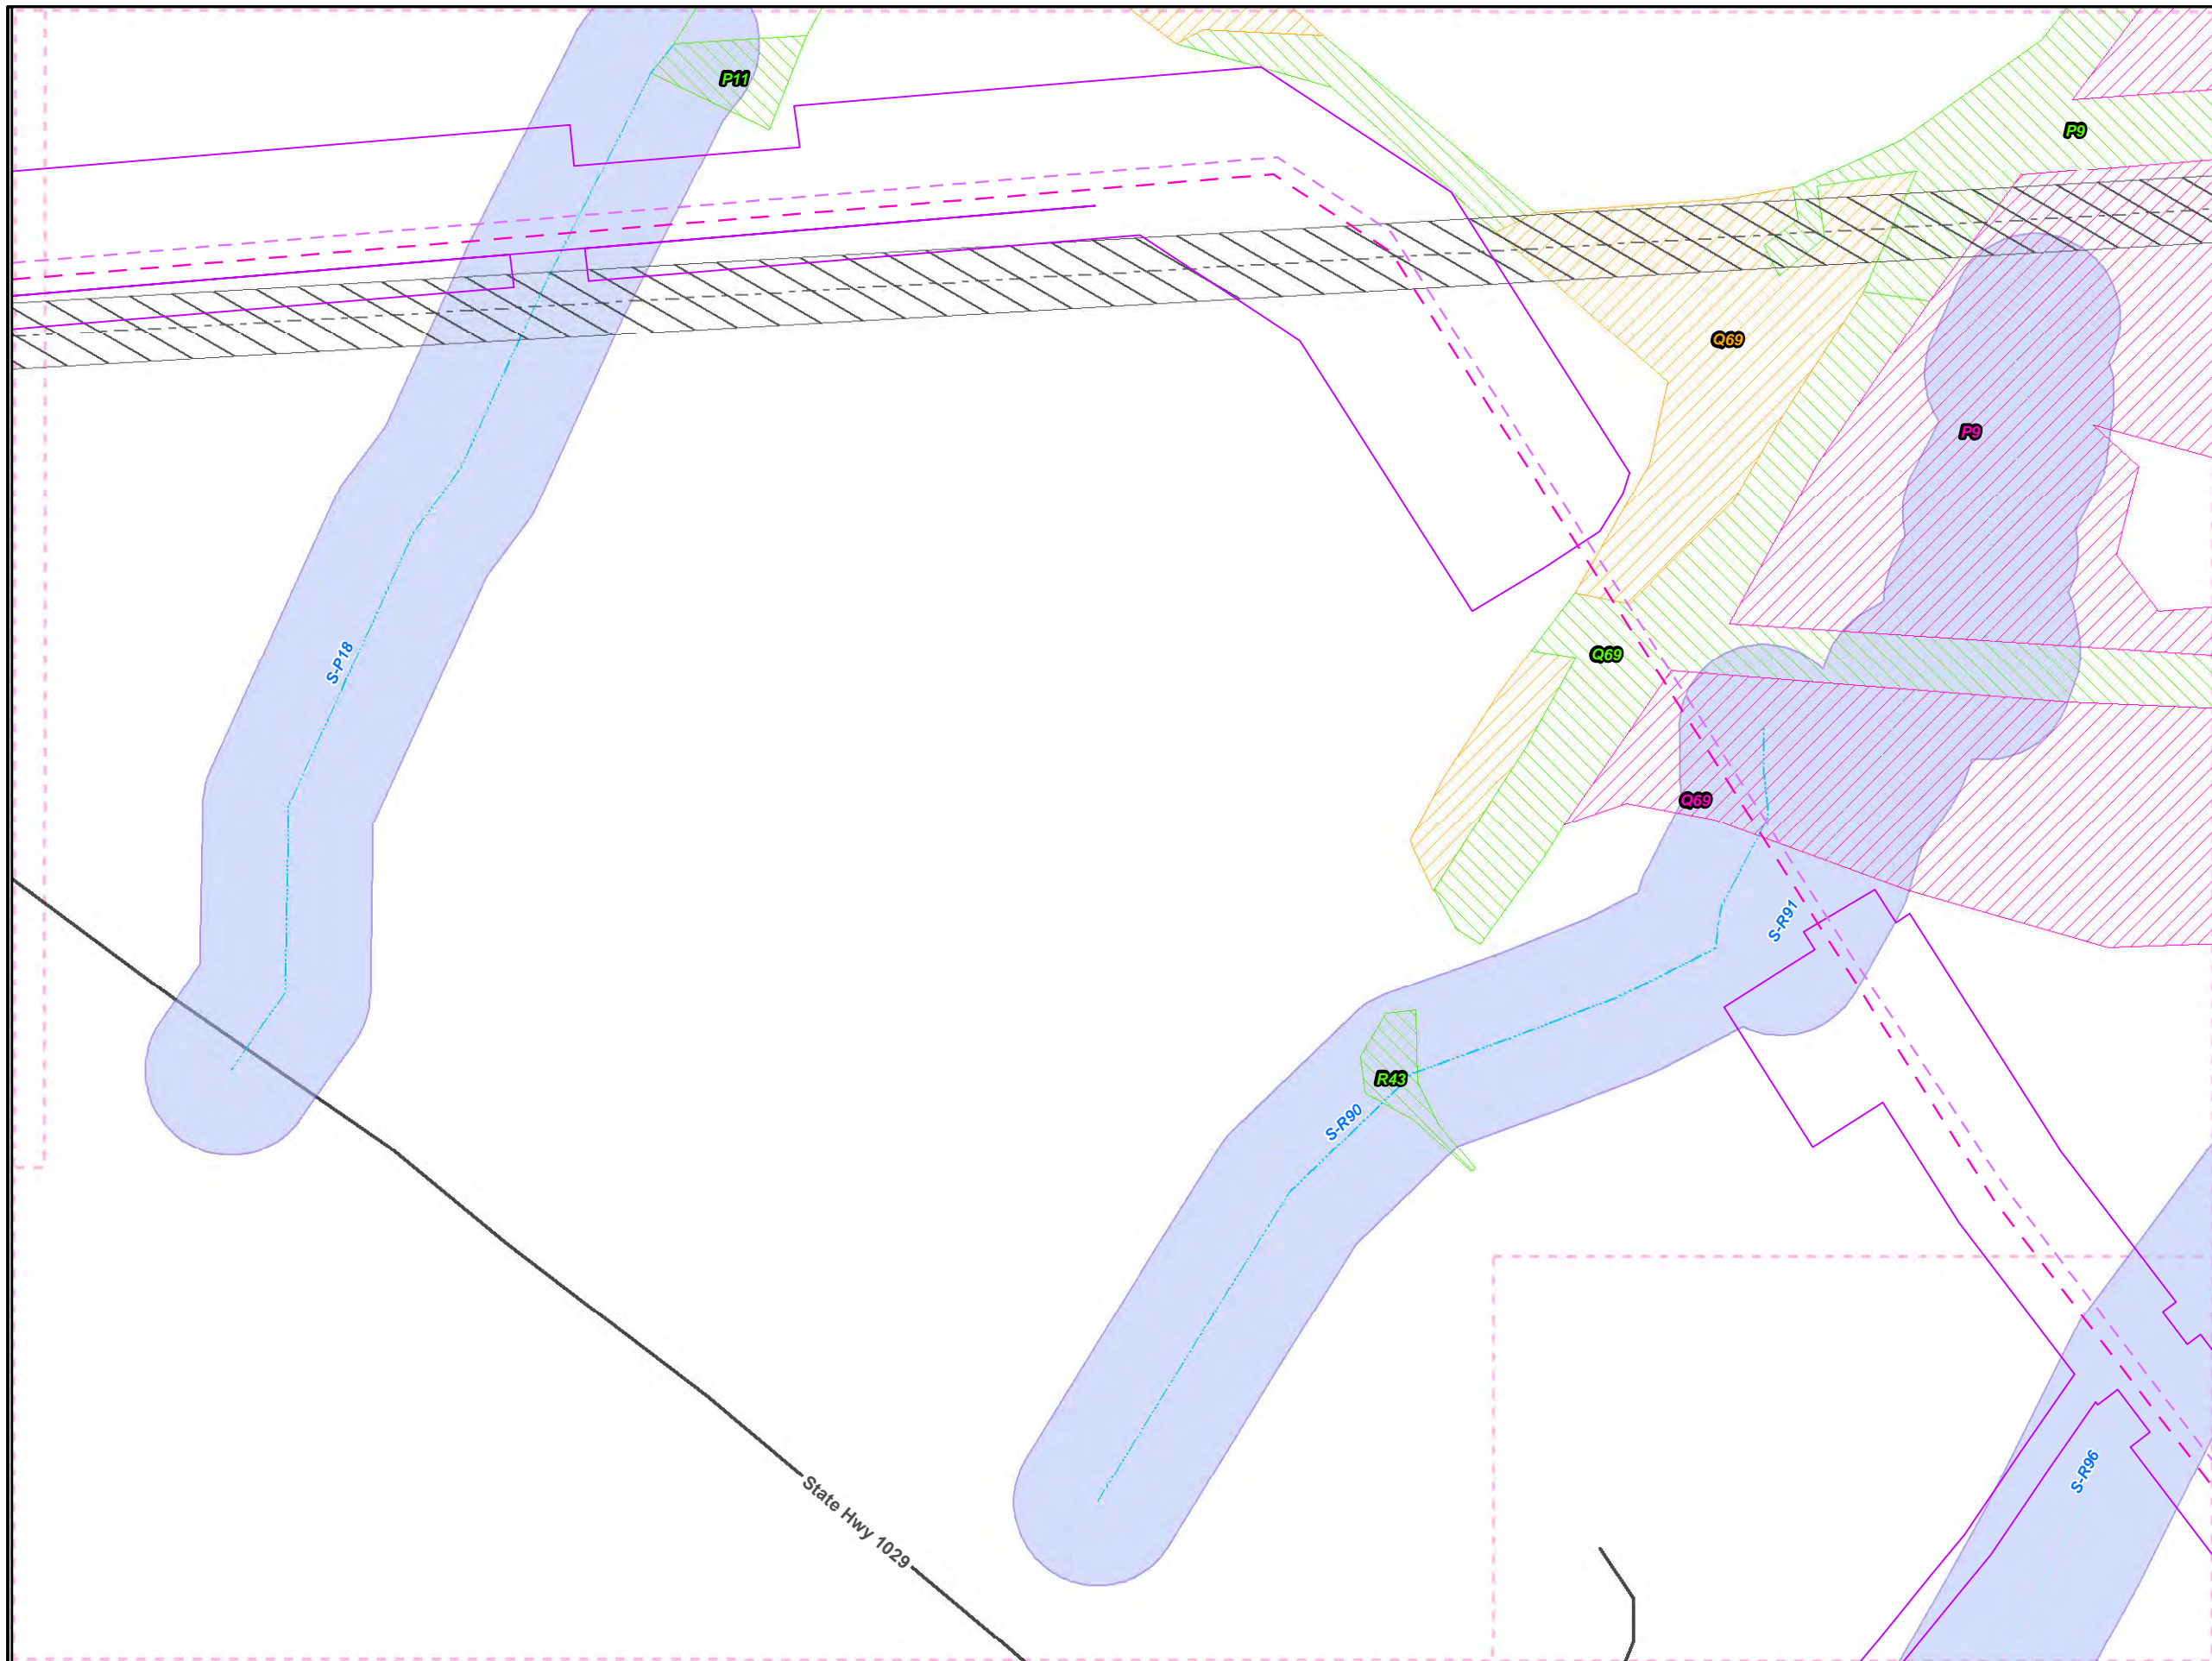 P11
P9
Q69
P9
S-P18
Q69
Q69
S-R91
R43
S-R90
S-R96
State Hwy 1029